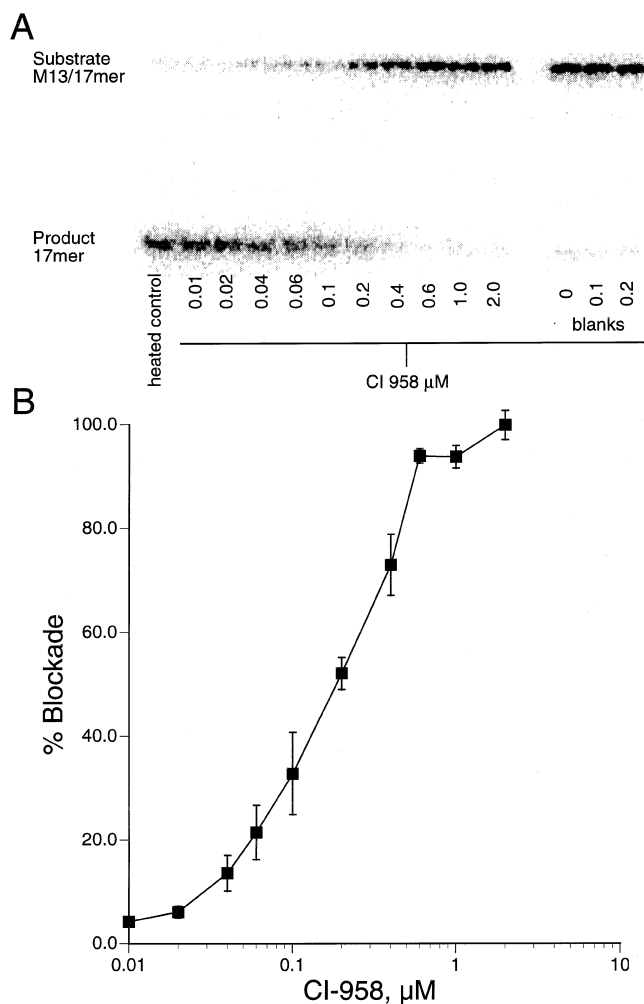 A
Substrate
M13/17mer
Product
17mer
heated control
0.01
0.02
0.04
0.06
0.1
0.2
0.4
0.6
1.0
2.0
0
0.1
0.2
blanks
CI 958 µM
B
100.0
80.0
60.0
40.0
20.0
0.0
% Blockade
0.01
0.1
1
10
CI-958, µM